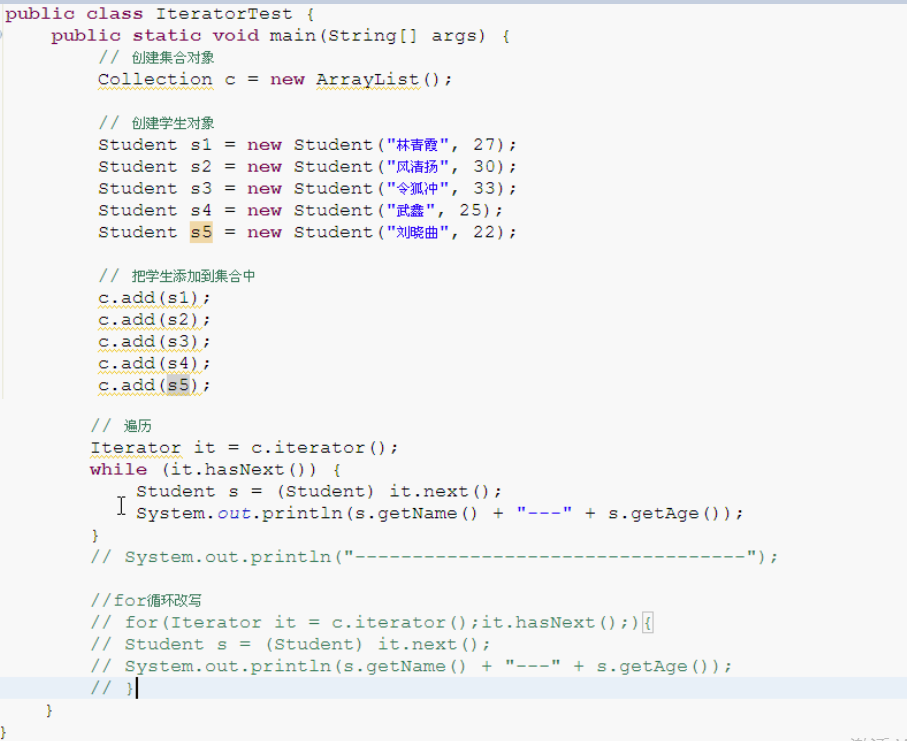 public class IteratorTest {
public static void main(String[] args) {
// 创建集合对象
Collection c = new ArrayList();
// 创建学生对象
Student s1 = new Student("林青霞", 27);
Student s2 = new Student("风清扬", 30);
Student s3 = new Student("令狐冲", 33);
Student s4 = new Student("武鑫", 25);
Student s5 = new Student("刘晓曲", 22);
// 把学生添加到集合中
c.add(s1);
c.add(s2);
c.add(s3);
c.add(s4);
c.add(s5);
// 遍历
Iterator it = c.iterator();
while (it.hasNext()) {
Student s = (Student) it.next();
System.out.println(s.getName() + "---" + s.getAge());
}
// System.out.println("----------------------------------");
//for循环改写
// for(Iterator it = c.iterator();it.hasNext();){
// Student s = (Student) it.next();
// System.out.println(s.getName() + "---" + s.getAge());
// }
}
}